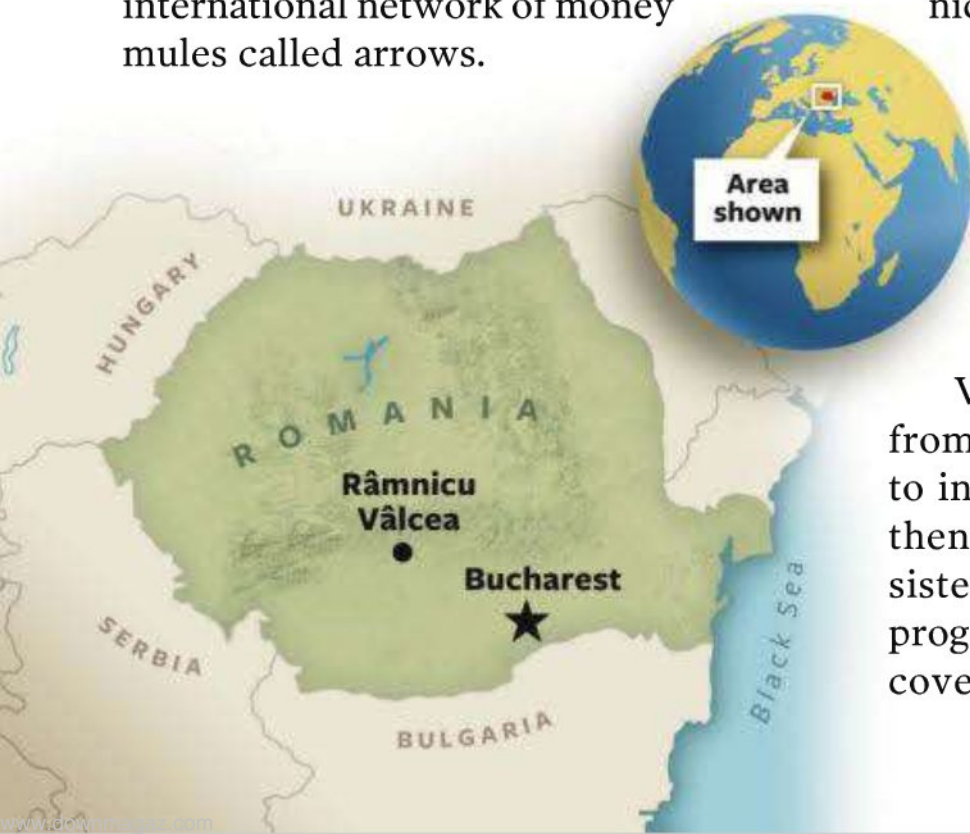 international network of money
mules called arrows.
Area
shown
UKRAINE
HUNGARY
ROMANIA
Râmnicu
Vâlcea
Bucharest
SERBIA
BULGARIA
Black Sea
from
to in
then
siste
prog
cove